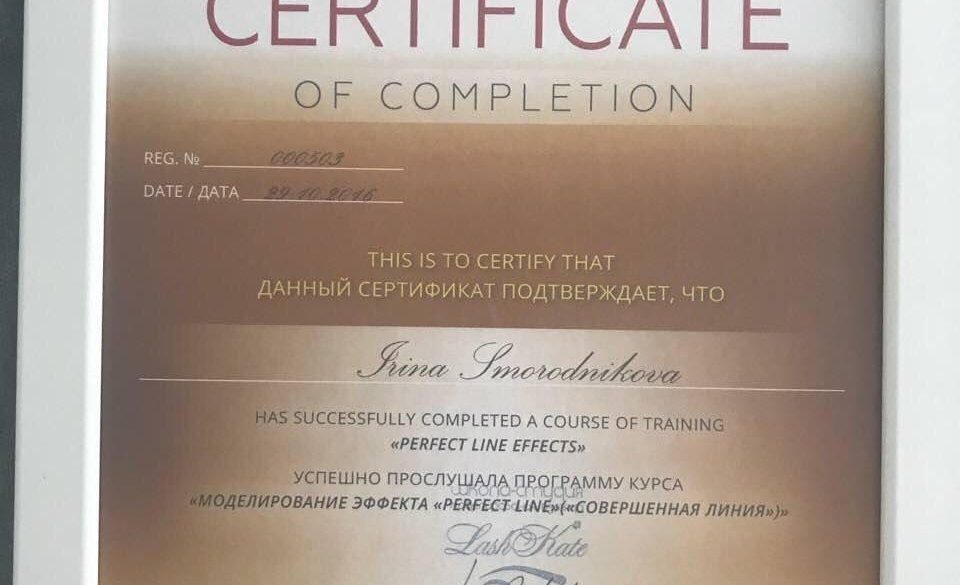 CERTIFICATE
OF COMPLETION
REG. № 000503
DATE / ДАТА 29.10.2016
THIS IS TO CERTIFY THAT
ДАННЫЙ СЕРТИФИКАТ ПОДТВЕРЖДАЕТ, ЧТО
Irina Smorodnikova
HAS SUCCESSFULLY COMPLETED A COURSE OF TRAINING
«PERFECT LINE EFFECTS»
УСПЕШНО ПРОСЛУШАЛА ПРОГРАММУ КУРСА
школа-студия
«МОДЕЛИРОВАНИЕ ЭФФЕКТА «PERFECT LINE»(«СОВЕРШЕННАЯ ЛИНИЯ»)»
LashKate